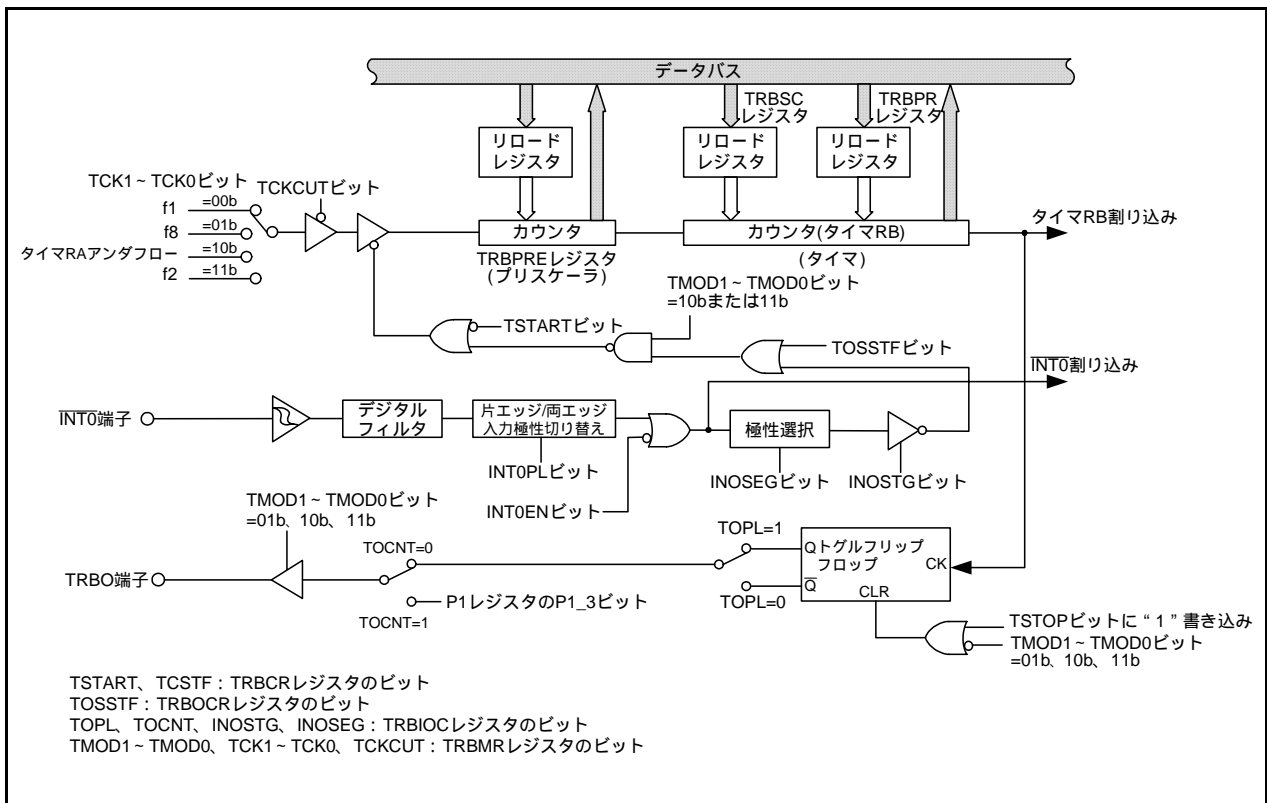 データバス
TRBSC
レジスタ
TRBPR
レジスタ
リロード
レジスタ
リロード
レジスタ
リロード
レジスタ
TCK1～TCK0ビット
TCKCUTビット
f1 =00b
f8 =01b
タイマRAアンダフロー =10b
f2 =11b
カウンタ
TRBPREレジスタ
(プリスケーラ)
カウンタ(タイマRB)
(タイマ)
タイマRB割り込み
TMOD1～TMOD0ビット
=10bまたは11b
TSTARTビット
TOSSTFビット
INT0割り込み
INT0端子
デジタル
フィルタ
片エッジ/両エッジ
入力極性切り替え
極性選択
INT0PLビット
INOSEGビット
INOSTGビット
INT0ENビット
TMOD1～TMOD0ビット
=01b、10b、11b
TOCNT=0
TOPL=1
Qトグルフリップ
フロップ
CK
Q
CLR
TRBO端子
P1レジスタのP1_3ビット
TOCNT=1
TOPL=0
TSTOPビットに“1”書き込み
TMOD1～TMOD0ビット
=01b、10b、11b
TSTART、TCSTF：TRBCRレジスタのビット
TOSSTF：TRBOCRレジスタのビット
TOPL、TOCNT、INOSTG、INOSEG：TRBIOCレジスタのビット
TMOD1～TMOD0、TCK1～TCK0、TCKCUT：TRBMRレジスタのビット